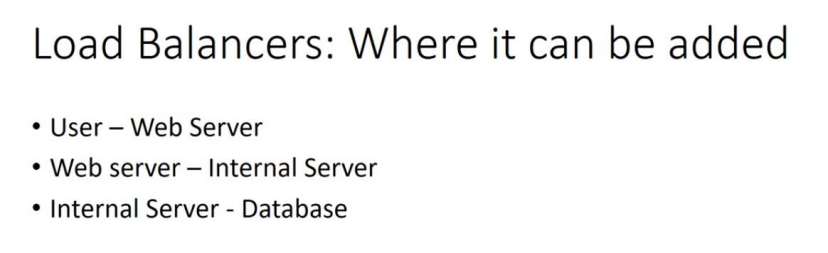 Load Balancers: Where it can be added
• User – Web Server
• Web server – Internal Server
• Internal Server - Database